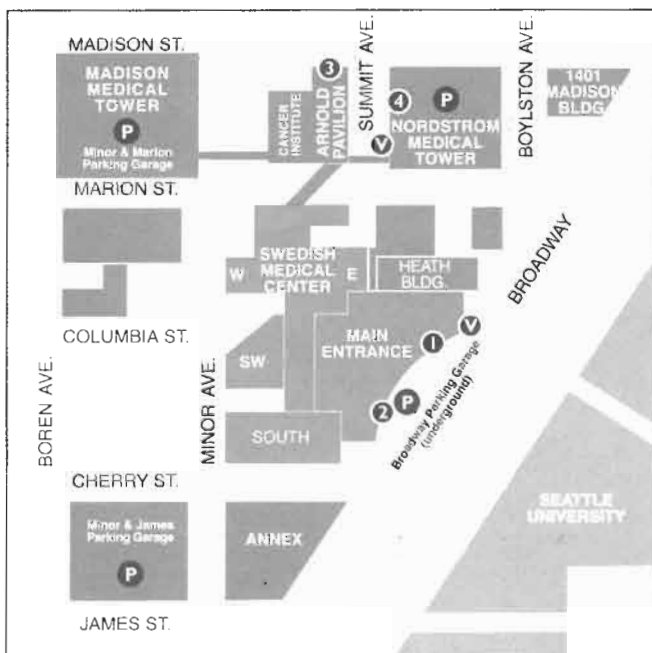 MADISON ST.
MADISON
MEDICAL
TOWER
P
Minor & Marion
Parking Garage
MARION ST.
CANCER
INSTITUTE
3
ARNOLD
PAVILION
SUMMIT AVE.
V
4
P
NORDSTROM
MEDICAL
TOWER
BOYLSTON AVE.
1401
MADISON
BLDG.
BROADWAY
W
SWEDISH
MEDICAL
CENTER
E
HEATH
BLDG.
COLUMBIA ST.
BOREN AVE.
MINOR AVE.
SW
MAIN
ENTRANCE
1
V
2
P
Broadway Parking Garage
(underground)
SOUTH
CHERRY ST.
Minor & James
Parking Garage
P
ANNEX
SEATTLE
UNIVERSITY
JAMES ST.